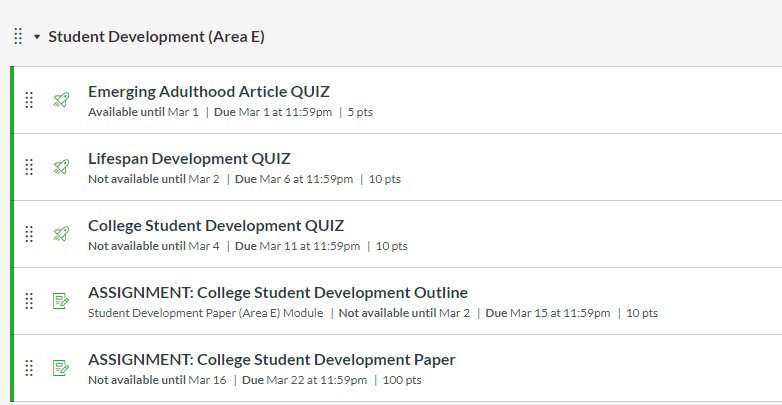 Student Development (Area E)
Emerging Adulthood Article QUIZ
Available until Mar 1 | Due Mar 1 at 11:59pm | 5 pts
Lifespan Development QUIZ
Not available until Mar 2 | Due Mar 6 at 11:59pm | 10 pts
College Student Development QUIZ
Not available until Mar 4 | Due Mar 11 at 11:59pm | 10 pts
ASSIGNMENT: College Student Development Outline
Student Development Paper (Area E) Module | Not available until Mar 2 | Due Mar 15 at 11:59pm | 10 pts
ASSIGNMENT: College Student Development Paper
Not available until Mar 16 | Due Mar 22 at 11:59pm | 100 pts